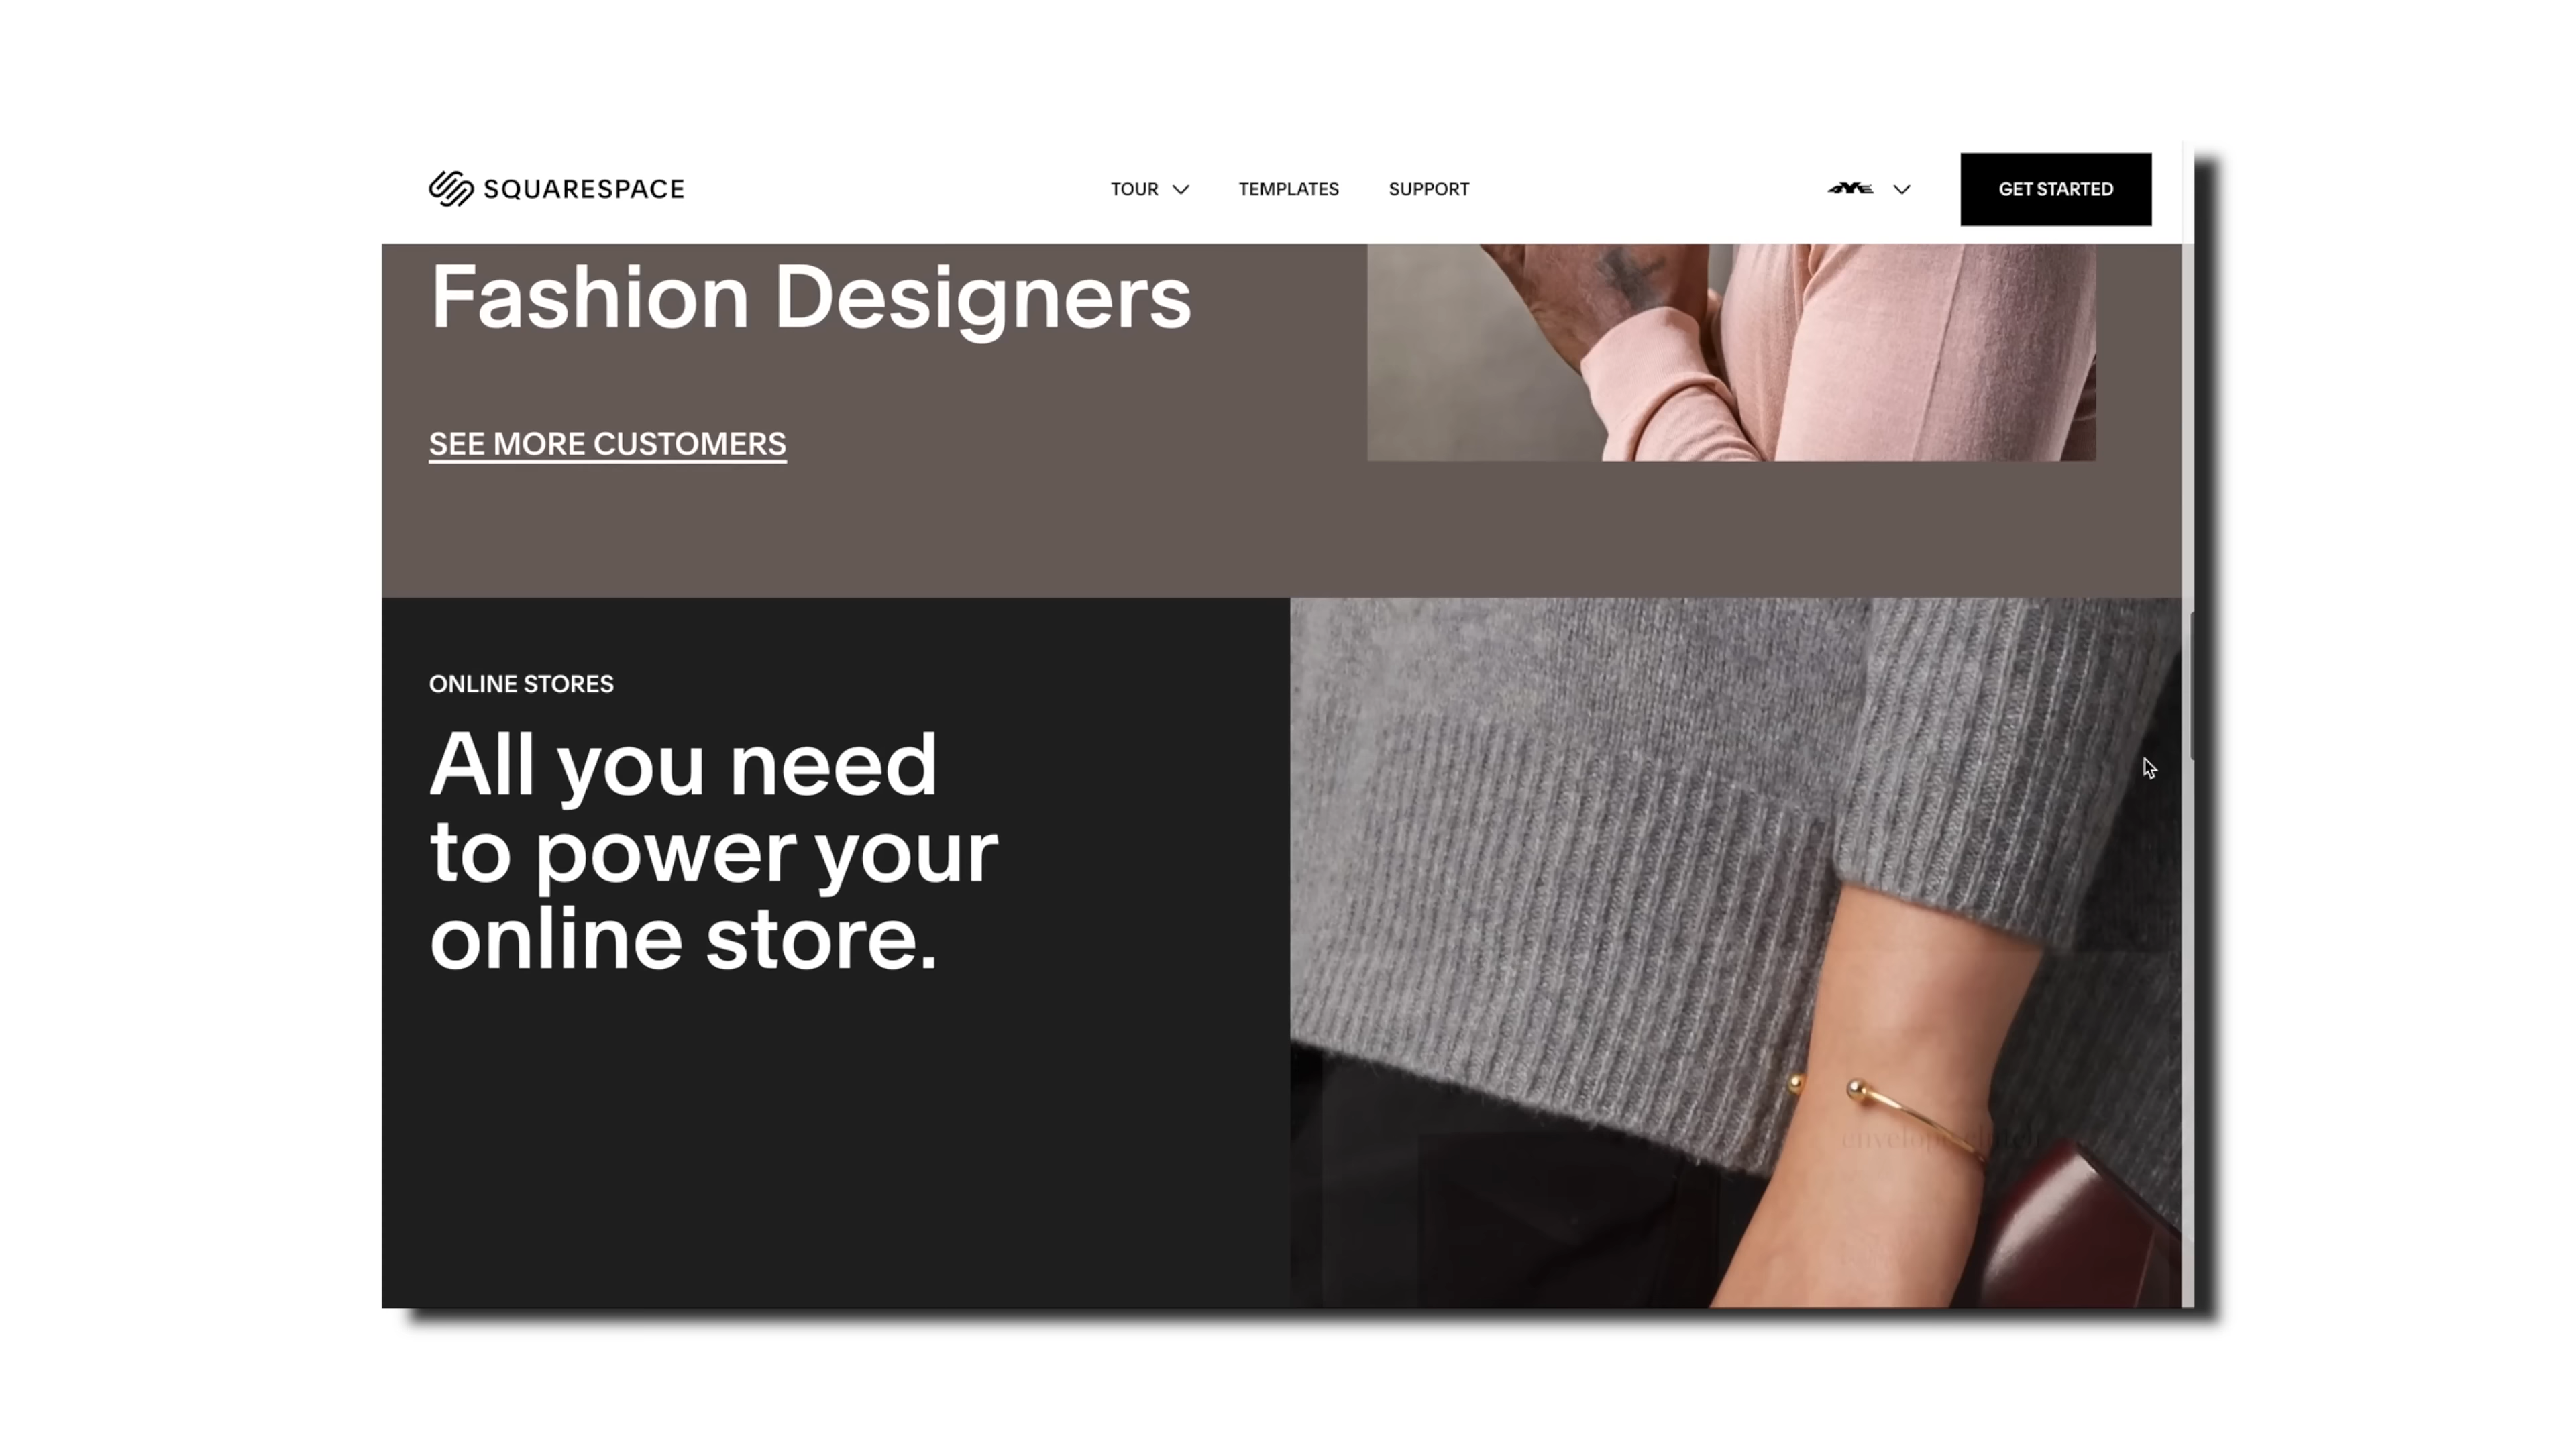 SQUARESPACE
TOUR
TEMPLATES
SUPPORT
GET STARTED
Fashion Designers
SEE MORE CUSTOMERS
ONLINE STORES
All you need
to power your
online store.